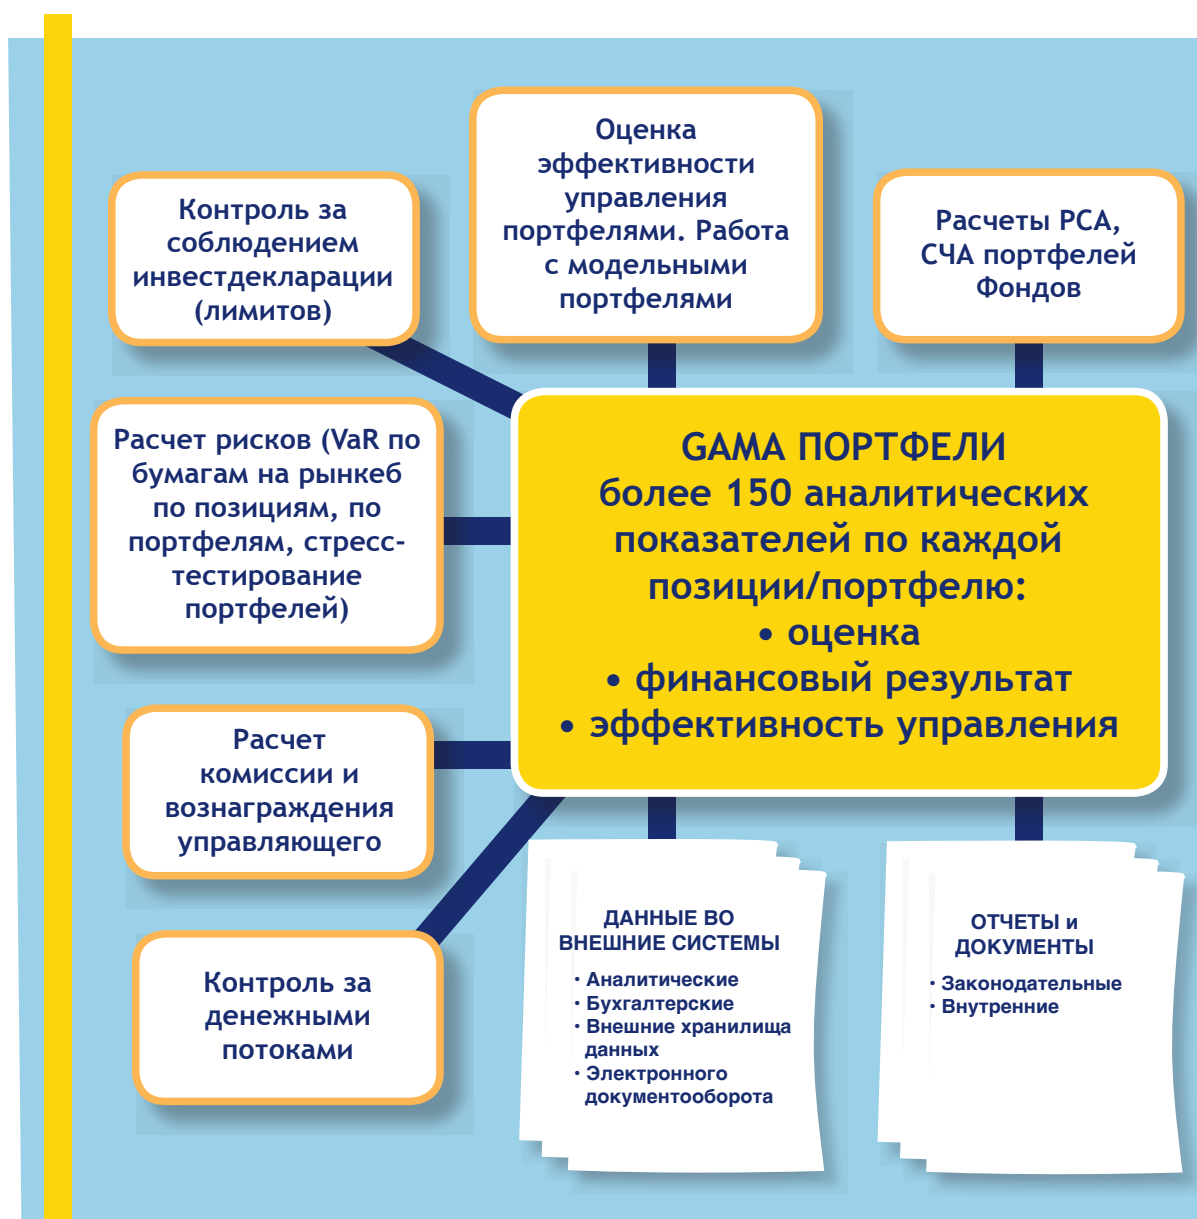 Оценка
эффективности
управления
портфелями. Работа
с модельными
портфелями
Контроль за
соблюдением
инвестдекларации
(лимитов)
Расчеты РСА,
СЧА портфелей
Фондов
Расчет рисков (VaR по
бумагам на рынкеб
по позициям, по
портфелям, стресс-
тестирование
портфелей)
GAMA ПОРТФЕЛИ
более 150 аналитических
показателей по каждой
позиции/портфелю:
• оценка
• финансовый результат
• эффективность управления
Расчет
комиссии и
вознаграждения
управляющего
Контроль за
денежными
потоками
ДАННЫЕ ВО
ВНЕШНИЕ СИСТЕМЫ
• Аналитические
• Бухгалтерские
• Внешние хранилища
данных
• Электронного
документооборота
ОТЧЕТЫ и
ДОКУМЕНТЫ
• Законодательные
• Внутренние